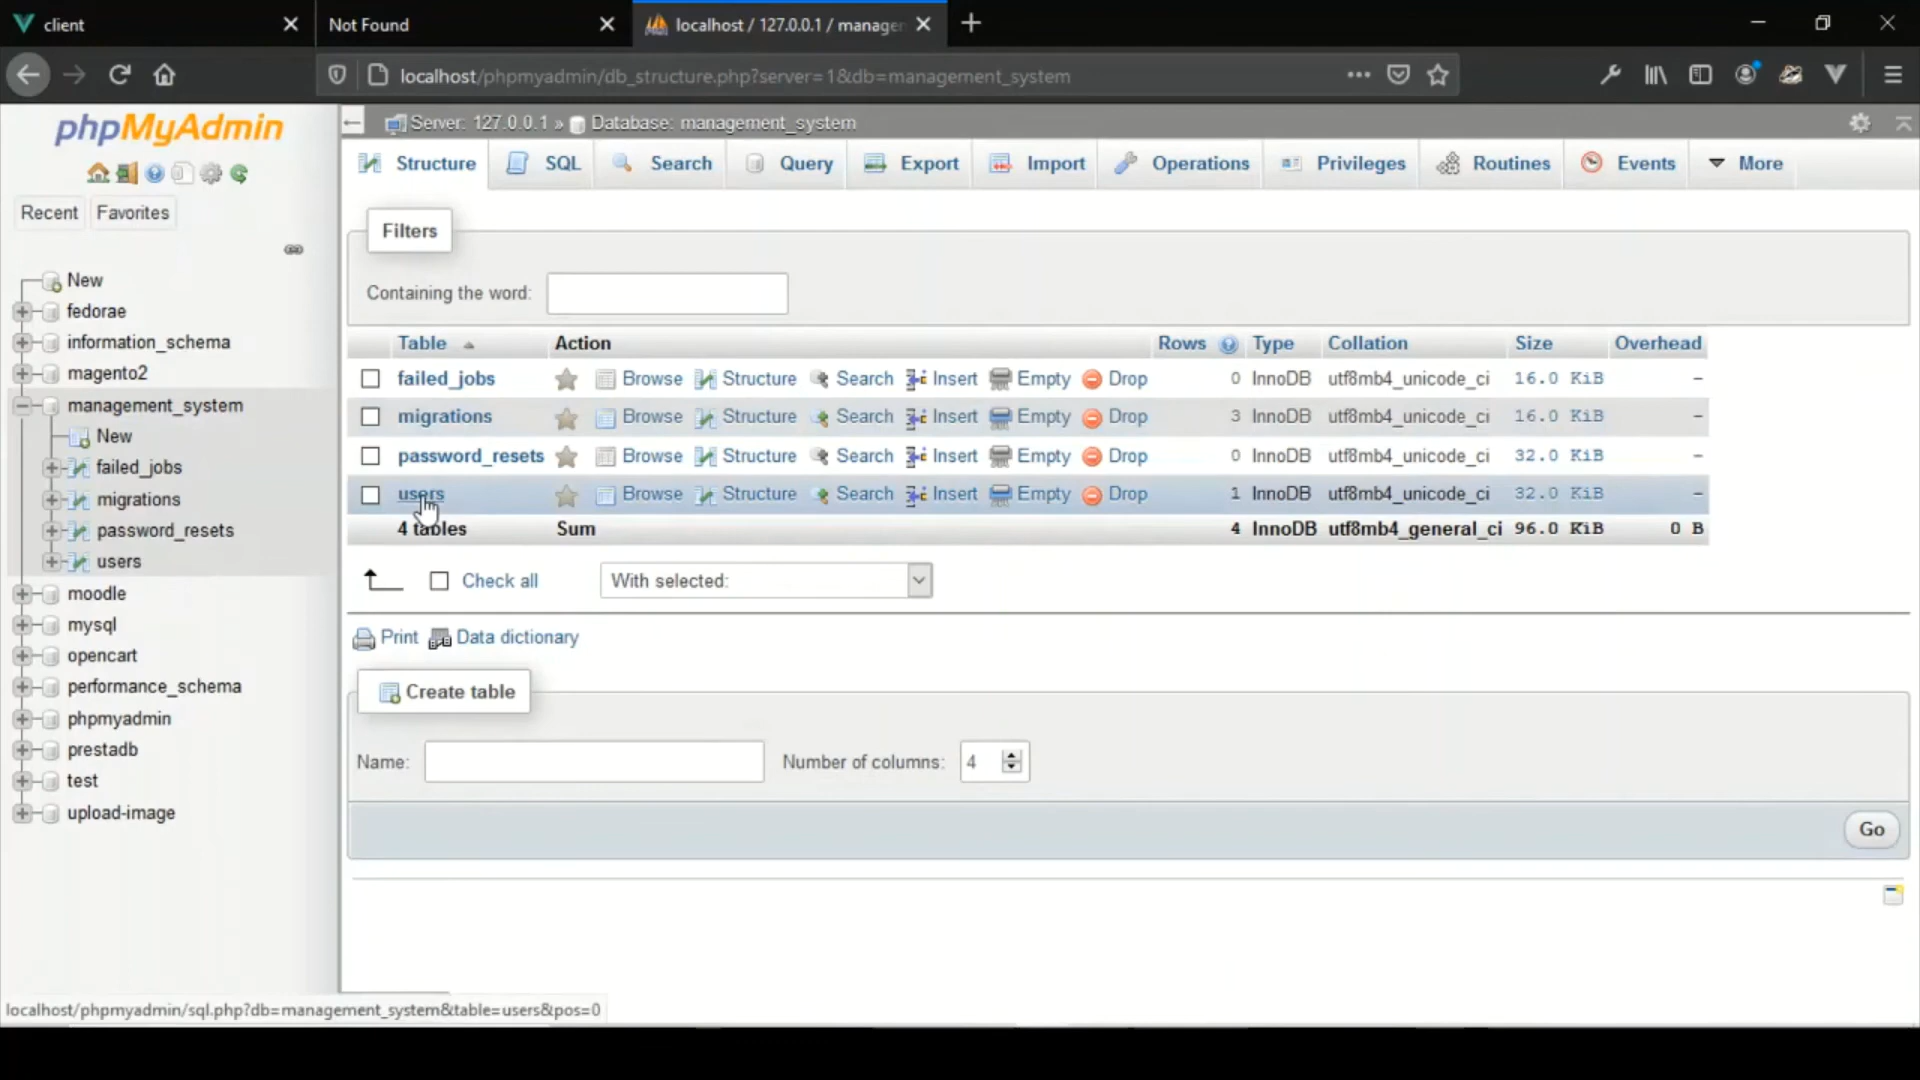 client
Not Found
localhost / 127.0.0.1 / manage
localhost/phpmyadmin/db_structure.php?server=1&db=management_system
phpMyAdmin
Recent
Favorites
New
fedorae
information_schema
magento2
management_system
New
failed_jobs
migrations
password_resets
users
moodle
mysql
opencart
performance_schema
phpmyadmin
prestadb
test
upload-image
Server: 127.0.0.1 » Database: management_system
Structure SQL Search Query Export Import Operations Privileges Routines Events More
Filters
Containing the word:
Table Action Rows Type Collation Size Overhead
failed_jobs Browse Structure Search Insert Empty Drop 0 InnoDB utf8mb4_unicode_ci 16.0 KiB -
migrations Browse Structure Search Insert Empty Drop 3 InnoDB utf8mb4_unicode_ci 16.0 KiB -
password_resets Browse Structure Search Insert Empty Drop 0 InnoDB utf8mb4_unicode_ci 32.0 KiB -
users Browse Structure Search Insert Empty Drop 1 InnoDB utf8mb4_unicode_ci 32.0 KiB -
4 tables Sum 4 InnoDB utf8mb4_general_ci 96.0 KiB 0 B
Check all With selected:
Print Data dictionary
Create table
Name: Number of columns: 4
Go
localhost/phpmyadmin/sql.php?db=management_system&table=users&pos=0